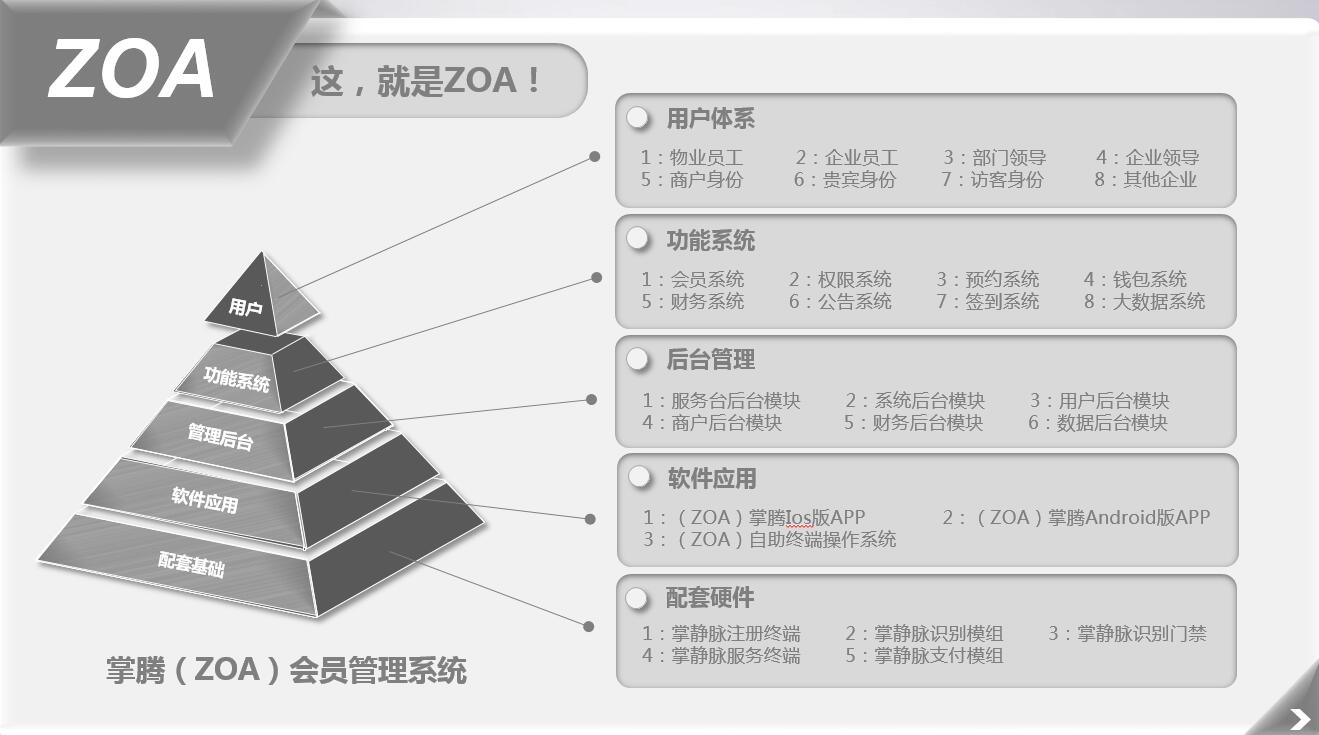 ZOA
这，就是ZOA！
用户体系
1：物业员工 2：企业员工 3：部门领导 4：企业领导
5：商户身份 6：贵宾身份 7：访客身份 8：其他企业
功能系统
1：会员系统 2：权限系统 3：预约系统 4：钱包系统
5：财务系统 6：公告系统 7：签到系统 8：大数据系统
后台管理
1：服务台后台模块 2：系统后台模块 3：用户后台模块
4：商户后台模块 5：财务后台模块 6：数据后台模块
软件应用
1：（ZOA）掌腾Ios版APP 2：（ZOA）掌腾Android版APP
3：（ZOA）自助终端操作系统
配套硬件
1：掌静脉注册终端 2：掌静脉识别模组 3：掌静脉识别门禁
4：掌静脉服务终端 5：掌静脉支付模组
用户
功能系统
管理后台
软件应用
配套基础
掌腾（ZOA）会员管理系统